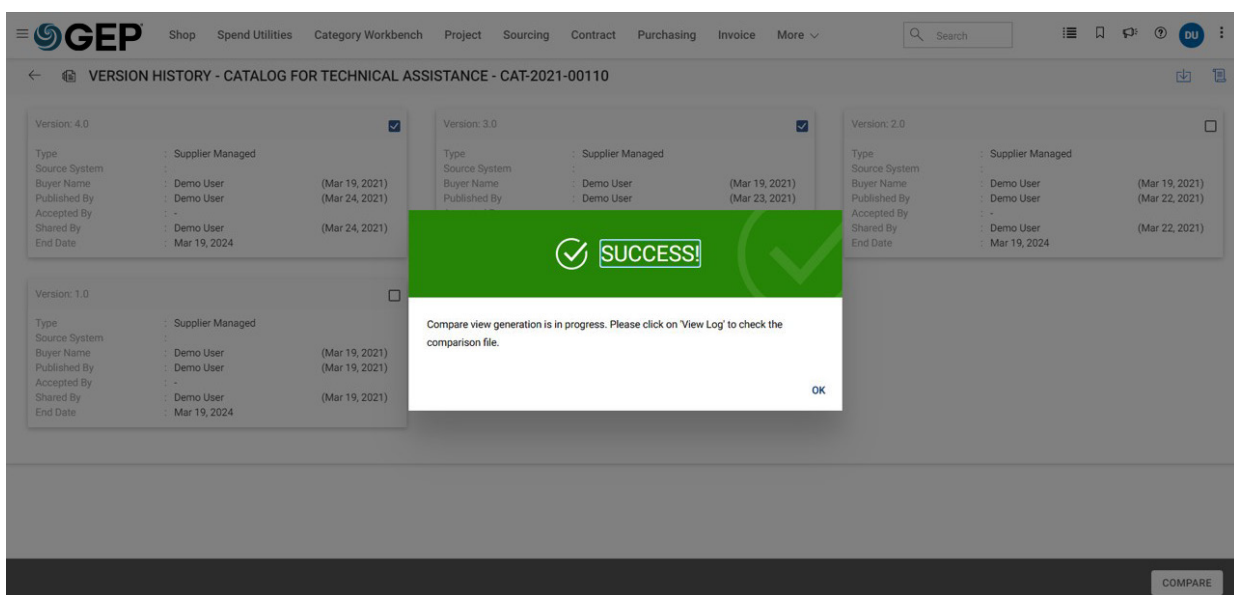 GEP Shop Spend Utilities Category Workbench Project Sourcing Contract Purchasing Invoice More Search DU
VERSION HISTORY - CATALOG FOR TECHNICAL ASSISTANCE - CAT-2021-00110
Version: 4.0
Type : Supplier Managed
Source System :
Buyer Name : Demo User (Mar 19, 2021)
Published By : Demo User (Mar 24, 2021)
Accepted By : -
Shared By : Demo User (Mar 24, 2021)
End Date : Mar 19, 2024
Version: 3.0
Type : Supplier Managed
Source System :
Buyer Name : Demo User (Mar 19, 2021)
Published By : Demo User (Mar 23, 2021)
Version: 2.0
Type : Supplier Managed
Source System :
Buyer Name : Demo User (Mar 19, 2021)
Published By : Demo User (Mar 22, 2021)
Accepted By : -
Shared By : Demo User (Mar 22, 2021)
End Date : Mar 19, 2024
Version: 1.0
Type : Supplier Managed
Source System :
Buyer Name : Demo User (Mar 19, 2021)
Published By : Demo User (Mar 19, 2021)
Accepted By : -
Shared By : Demo User (Mar 19, 2021)
End Date : Mar 19, 2024
SUCCESS!
Compare view generation is in progress. Please click on 'View Log' to check the
comparison file.
OK
COMPARE